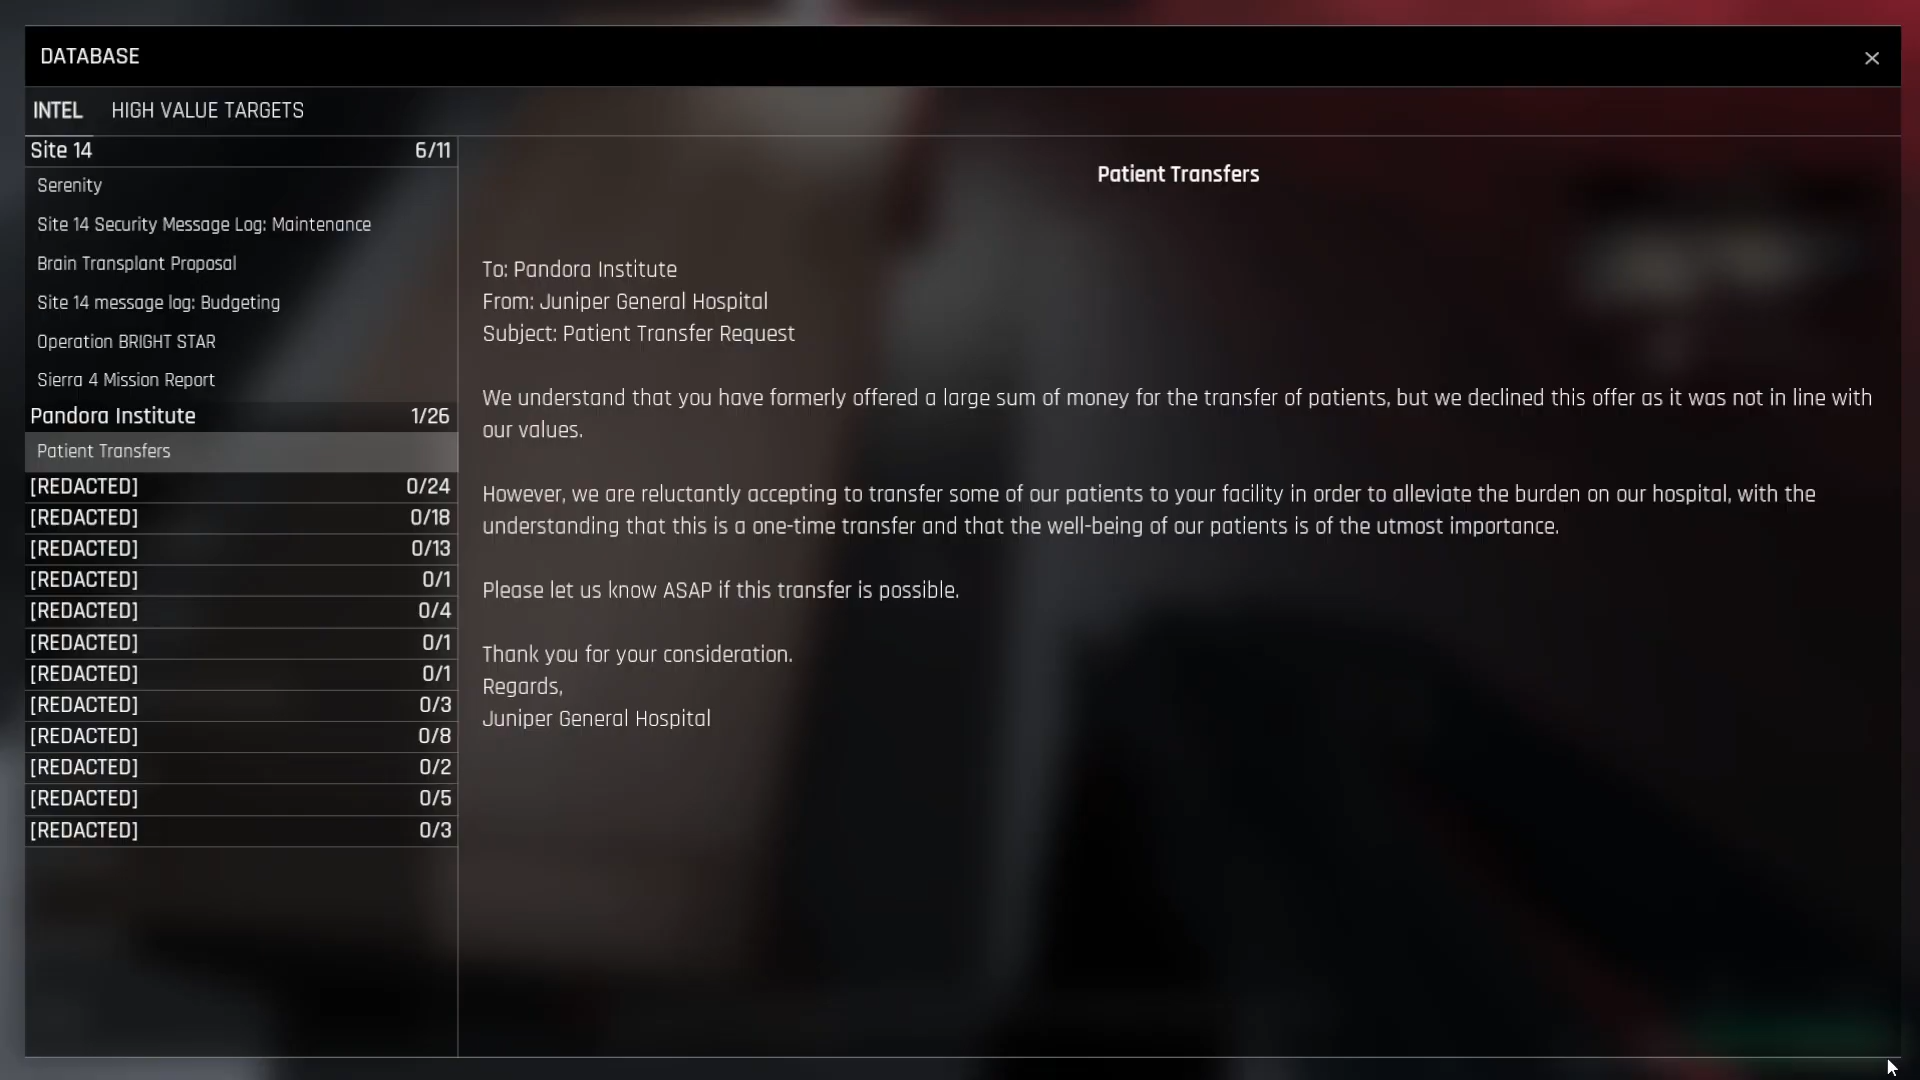 DATABASE
INTEL HIGH VALUE TARGETS
Site 14 6/11
Serenity
Site 14 Security Message Log: Maintenance
Brain Transplant Proposal
Site 14 message log: Budgeting
Operation BRIGHT STAR
Sierra 4 Mission Report
Pandora Institute 1/26
Patient Transfers
[REDACTED] 0/24
[REDACTED] 0/18
[REDACTED] 0/13
[REDACTED] 0/1
[REDACTED] 0/4
[REDACTED] 0/1
[REDACTED] 0/1
[REDACTED] 0/3
[REDACTED] 0/8
[REDACTED] 0/2
[REDACTED] 0/5
[REDACTED] 0/3
Patient Transfers
To: Pandora Institute
From: Juniper General Hospital
Subject: Patient Transfer Request
We understand that you have formerly offered a large sum of money for the transfer of patients, but we declined this offer as it was not in line with
our values.
However, we are reluctantly accepting to transfer some of our patients to your facility in order to alleviate the burden on our hospital, with the
understanding that this is a one-time transfer and that the well-being of our patients is of the utmost importance.
Please let us know ASAP if this transfer is possible.
Thank you for your consideration.
Regards,
Juniper General Hospital